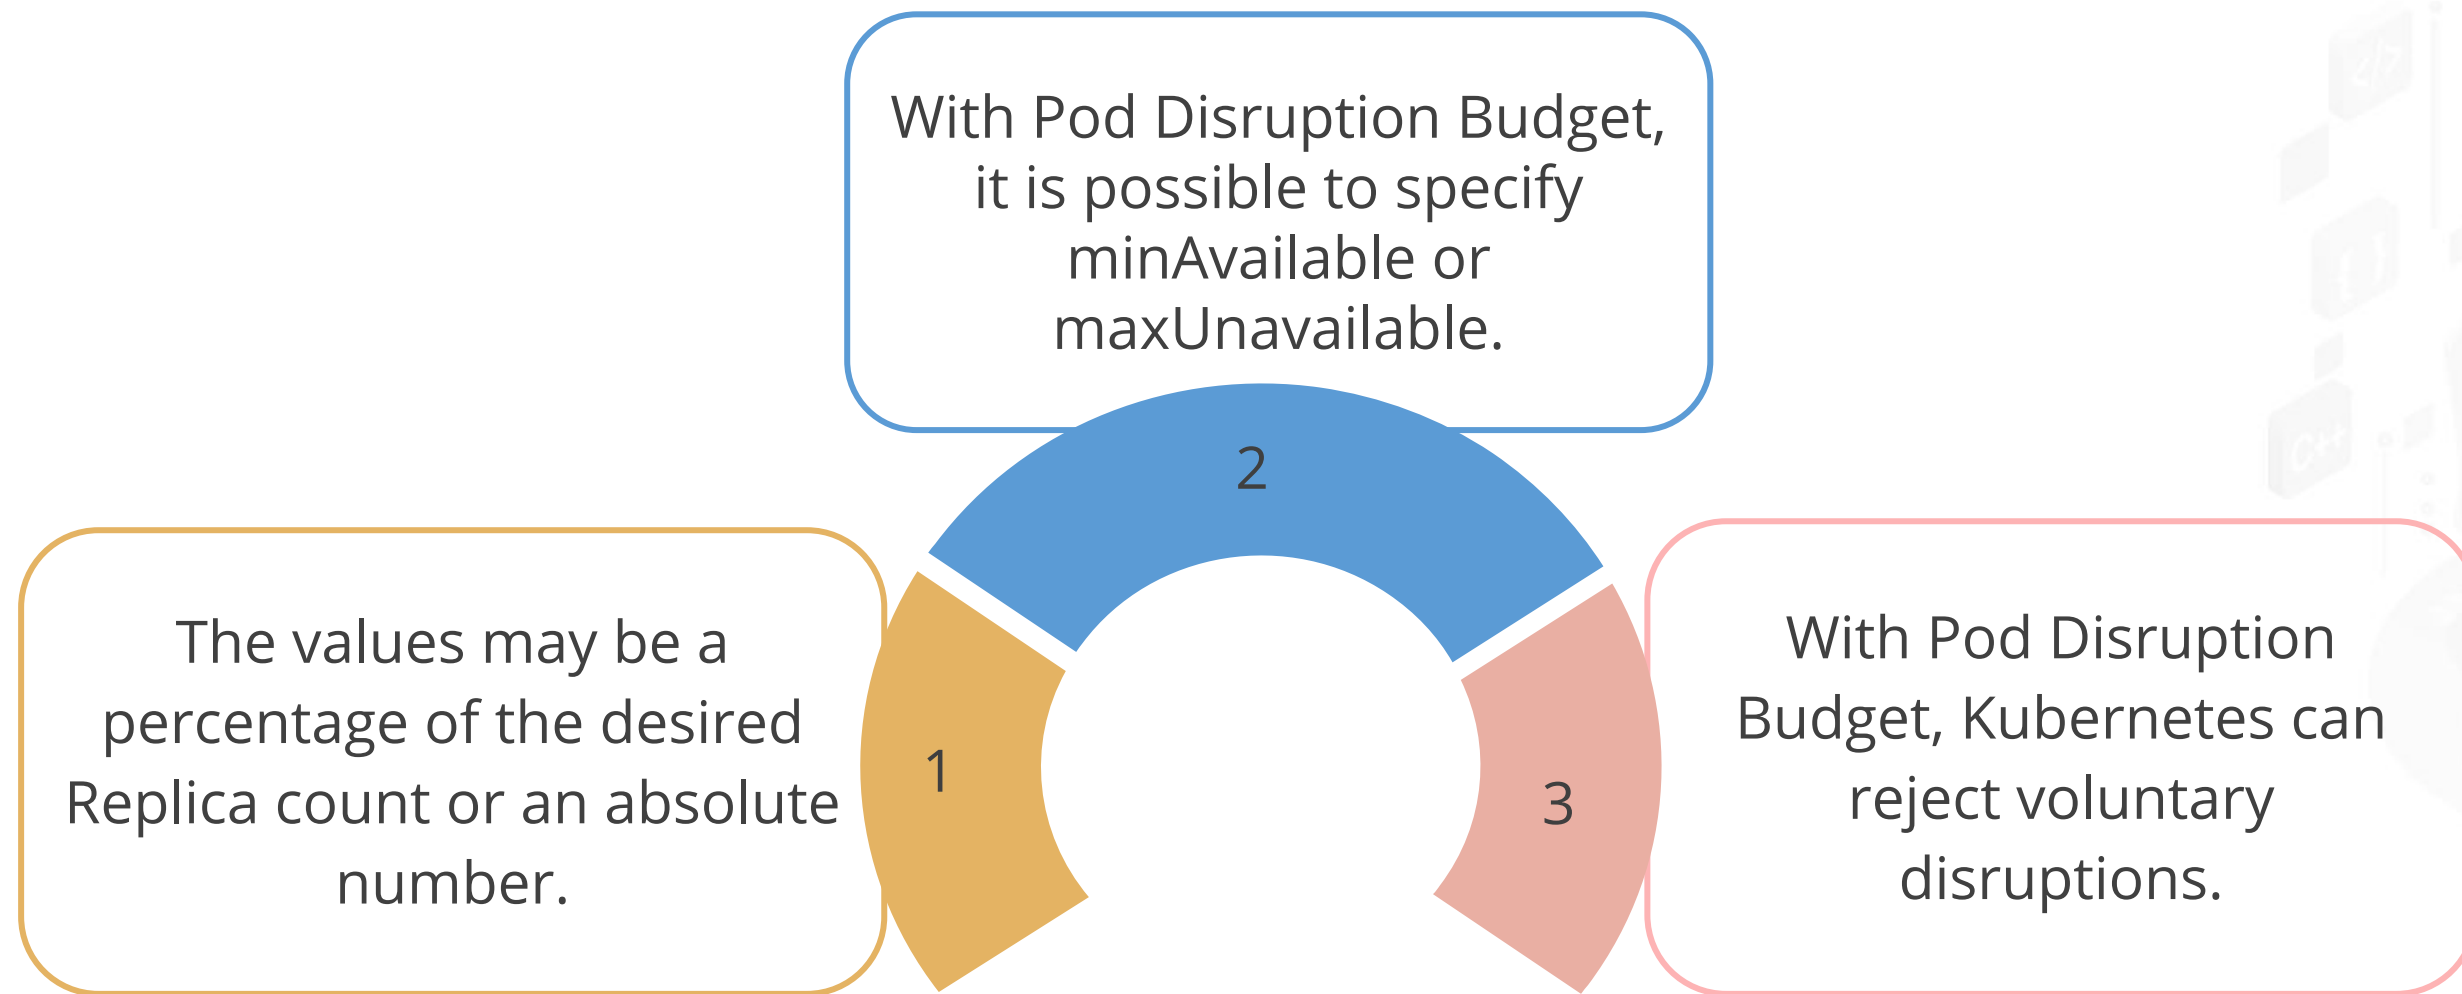 With Pod Disruption Budget,
it is possible to specify
minAvailable or
maxUnavailable.
2
The values may be a
percentage of the desired
Replica count or an absolute
number.
1
3
With Pod Disruption
Budget, Kubernetes can
reject voluntary
disruptions.
</>
{ }
C++